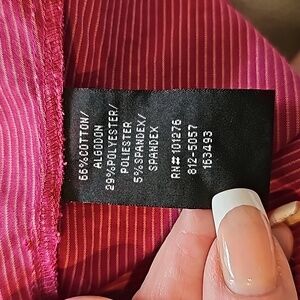 66%COTTON/
ALGODON
29%POLYESTER/
POLIESTER
5%SPANDEX/
SPANDEX
RN#101276
812-5057
153493